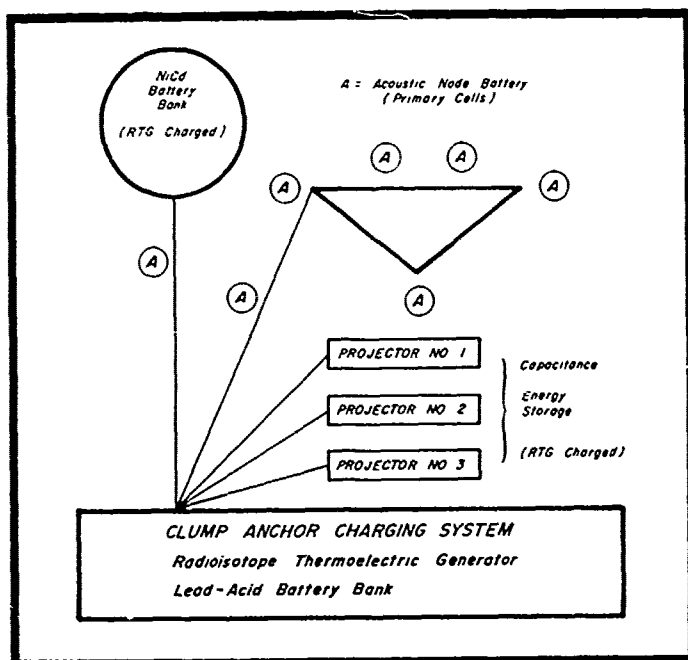 NiCd
Battery
Bank
(RTG Charged)
A = Acoustic Node Battery
(Primary Cells)
A
A
A
A
A
A
A
PROJECTOR NO 1
PROJECTOR NO 2
PROJECTOR NO 3
Capacitance
Energy
Storage
(RTG Charged)
CLUMP ANCHOR CHARGING SYSTEM
Radioisotope Thermoelectric Generator
Lead-Acid Battery Bank